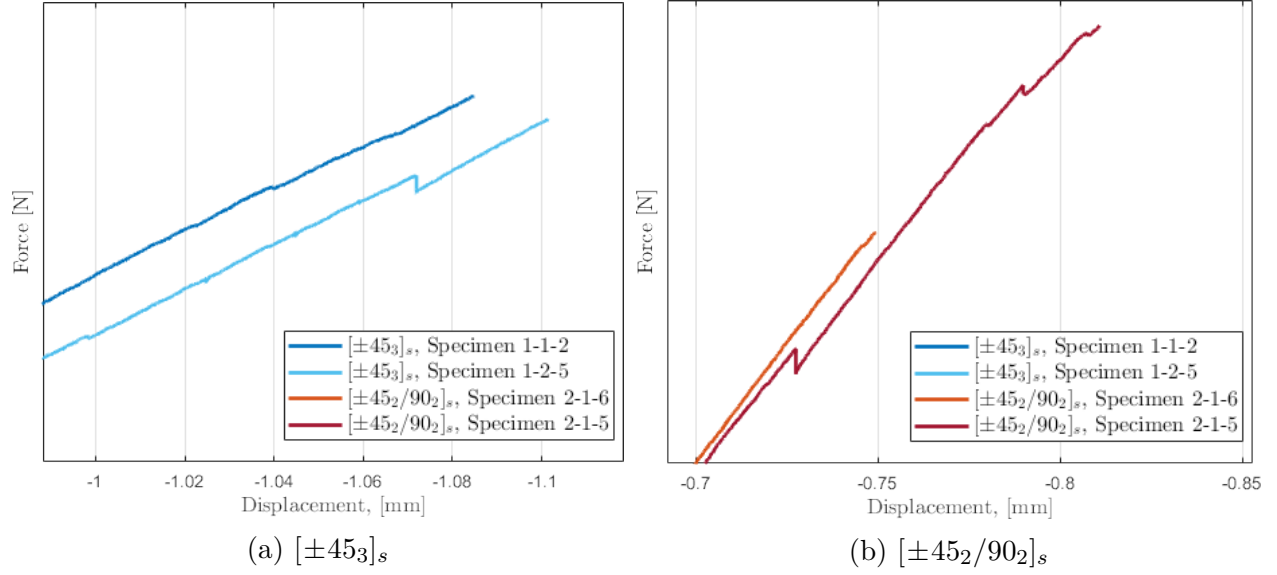 Force [N]
[±45₃]ₛ, Specimen 1-1-2
[±45₃]ₛ, Specimen 1-2-5
[±45₂/90₂]ₛ, Specimen 2-1-6
[±45₂/90₂]ₛ, Specimen 2-1-5
-1 -1.02 -1.04 -1.06 -1.08 -1.1
Displacement, [mm]
(a) [±45₃]ₛ
Force [N]
[±45₃]ₛ, Specimen 1-1-2
[±45₃]ₛ, Specimen 1-2-5
[±45₂/90₂]ₛ, Specimen 2-1-6
[±45₂/90₂]ₛ, Specimen 2-1-5
-0.7 -0.75 -0.8 -0.85
Displacement, [mm]
(b) [±45₂/90₂]ₛ